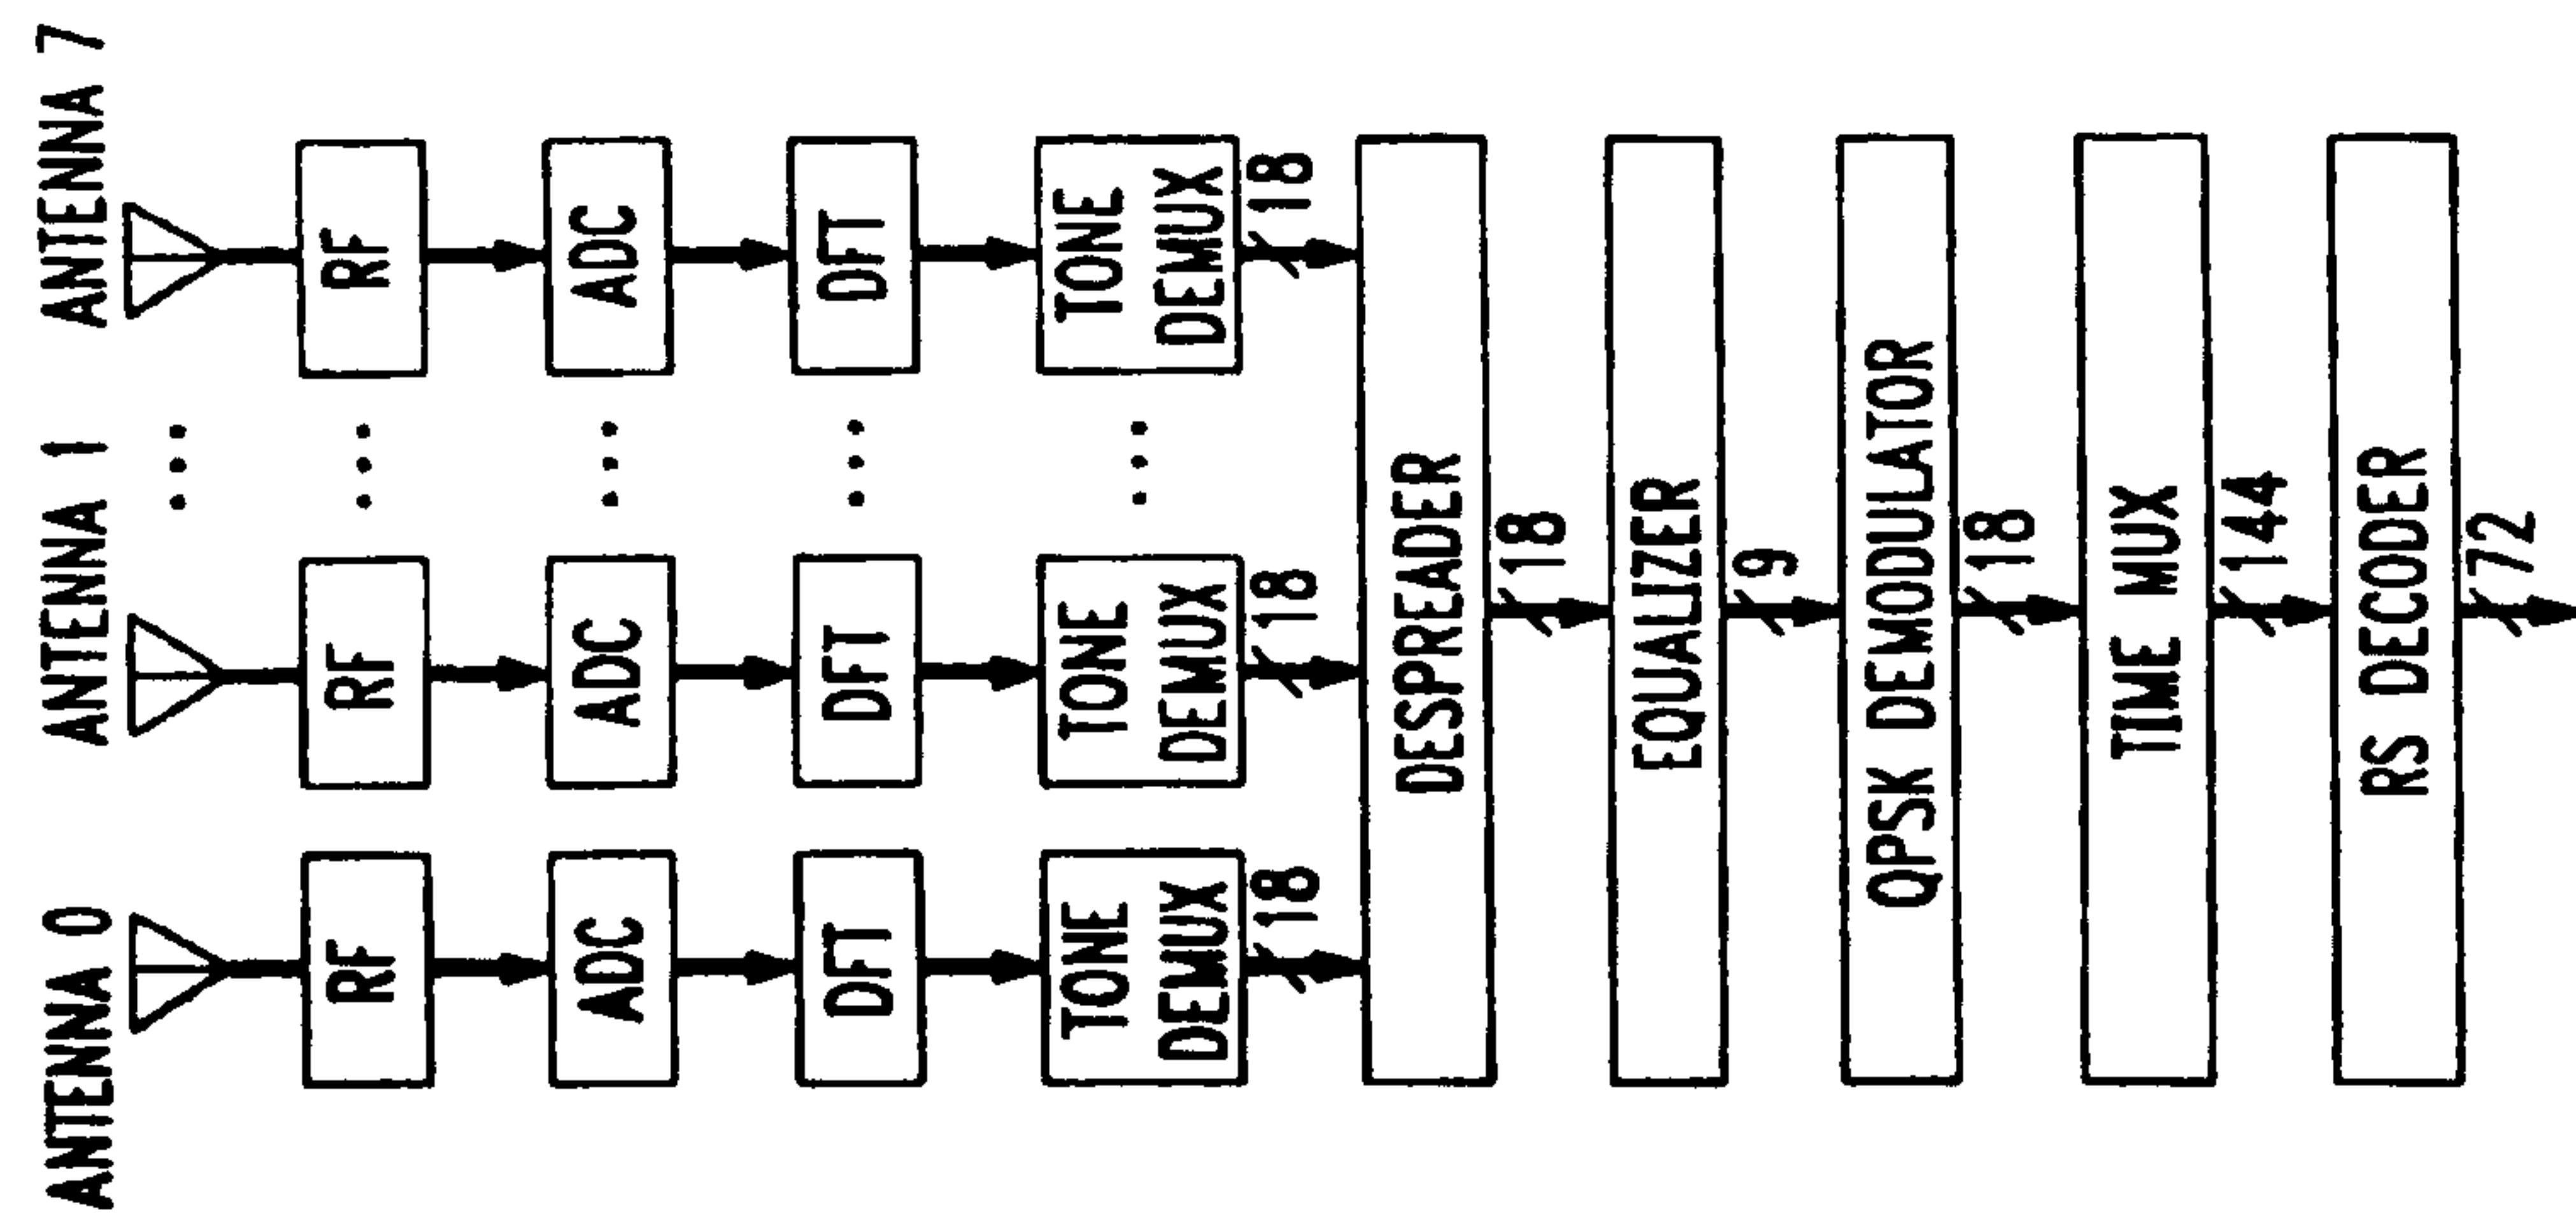 ANTENNA 0
ANTENNA 1
ANTENNA 7
RF
RF
RF
ADC
ADC
ADC
DFT
DFT
DFT
TONE
DEMUX
TONE
DEMUX
TONE
DEMUX
18
18
18
DESPREADER
18
EQUALIZER
9
QPSK DEMODULATOR
18
TIME MUX
144
RS DECODER
72